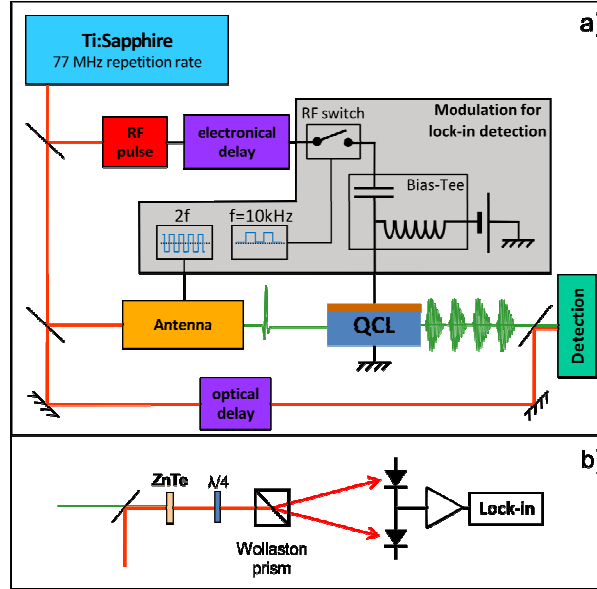 a)
Ti:Sapphire
77 MHz repetition rate
RF switch
Modulation for
lock-in detection
RF
pulse
electronical
delay
Bias-Tee
2f
f=10kHz
Antenna
QCL
Detection
optical
delay
b)
ZnTe
λ/4
Wollaston
prism
Lock-in